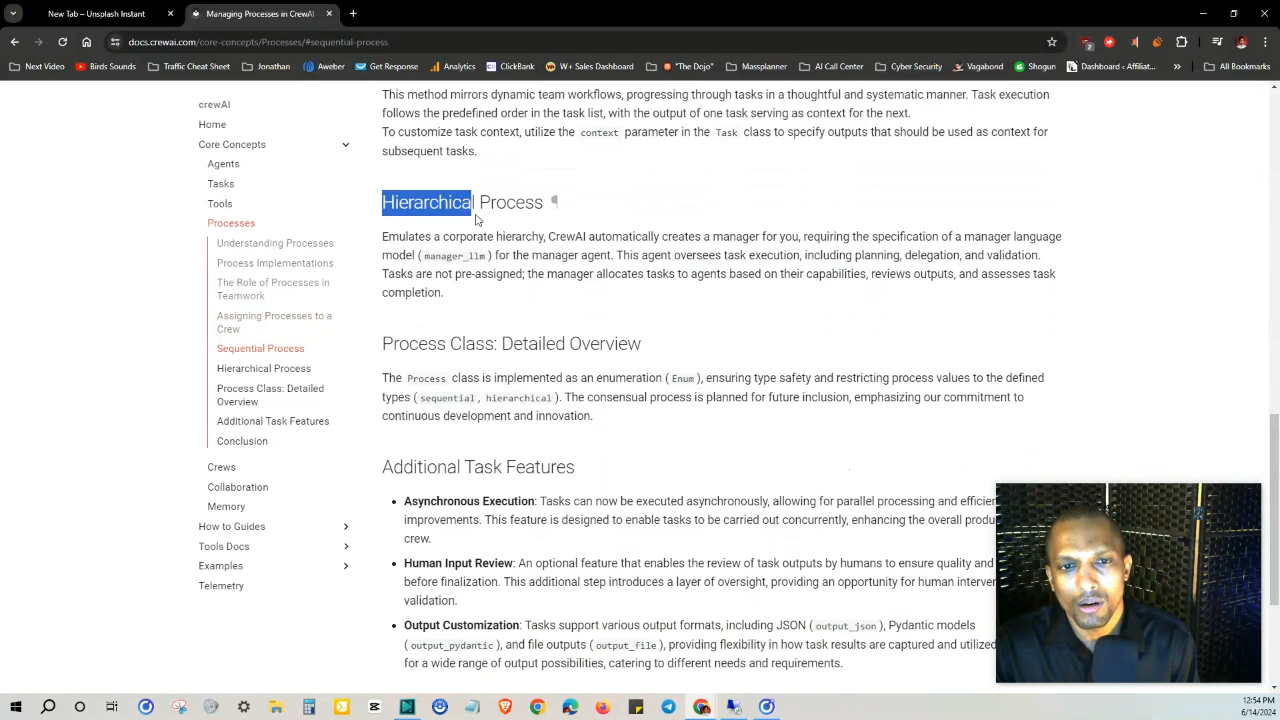 New Tab - Unsplash Instant
Managing Processes in CrewAI
docs.crewai.com/core-concepts/Processes/#sequential-process
Next Video
Birds Sounds
Traffic Cheat Sheet
Jonathan
Aweber
Get Response
Analytics
ClickBank
W+ Sales Dashboard
"The Dojo"
Massplanner
AI Call Center
Cyber Security
Vagabond
Shogun
Dashboard ‹ Affiliat...
All Bookmarks
crewAI
Home
Core Concepts
Agents
Tasks
Tools
Processes
Understanding Processes
Process Implementations
The Role of Processes in
Teamwork
Assigning Processes to a
Crew
Sequential Process
Hierarchical Process
Process Class: Detailed
Overview
Additional Task Features
Conclusion
Crews
Collaboration
Memory
How to Guides
Tools Docs
Examples
Telemetry
This method mirrors dynamic team workflows, progressing through tasks in a thoughtful and systematic manner. Task execution
follows the predefined order in the task list, with the output of one task serving as context for the next.
To customize task context, utilize the context parameter in the Task class to specify outputs that should be used as context for
subsequent tasks.
Hierarchical Process ¶
Emulates a corporate hierarchy, CrewAI automatically creates a manager for you, requiring the specification of a manager language
model (manager_llm) for the manager agent. This agent oversees task execution, including planning, delegation, and validation.
Tasks are not pre-assigned; the manager allocates tasks to agents based on their capabilities, reviews outputs, and assesses task
completion.
Process Class: Detailed Overview
The Process class is implemented as an enumeration (Enum), ensuring type safety and restricting process values to the defined
types (sequential, hierarchical). The consensual process is planned for future inclusion, emphasizing our commitment to
continuous development and innovation.
Additional Task Features
• Asynchronous Execution: Tasks can now be executed asynchronously, allowing for parallel processing and efficien
improvements. This feature is designed to enable tasks to be carried out concurrently, enhancing the overall produ
crew.
• Human Input Review: An optional feature that enables the review of task outputs by humans to ensure quality and
before finalization. This additional step introduces a layer of oversight, providing an opportunity for human interven
validation.
• Output Customization: Tasks support various output formats, including JSON (output_json), Pydantic models
(output_pydantic), and file outputs (output_file), providing flexibility in how task results are captured and utilized
for a wide range of output possibilities, catering to different needs and requirements.
12:54 PM
6/14/2024